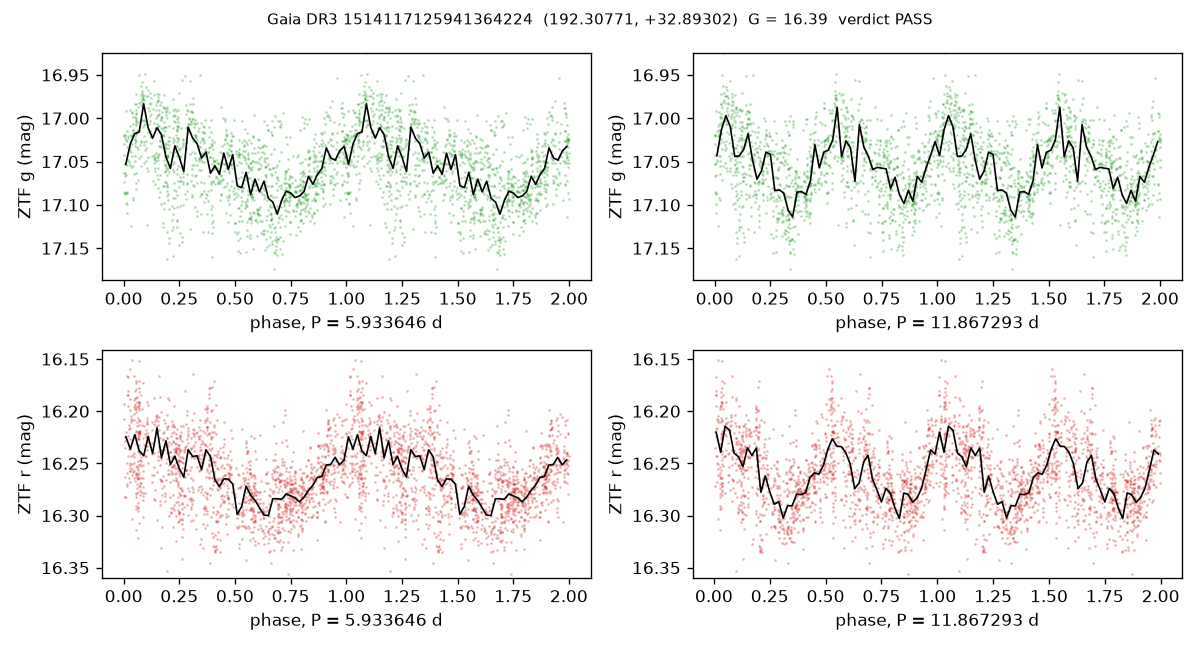 Gaia DR3 1514117125941364224  (192.30771, +32.89302)  G = 16.39  verdict PASS
ZTF g (mag)
16.95
17.00
17.05
17.10
17.15
0.00 0.25 0.50 0.75 1.00 1.25 1.50 1.75 2.00
phase, P = 5.933646 d
ZTF g (mag)
16.95
17.00
17.05
17.10
17.15
0.00 0.25 0.50 0.75 1.00 1.25 1.50 1.75 2.00
phase, P = 11.867293 d
ZTF r (mag)
16.15
16.20
16.25
16.30
16.35
0.00 0.25 0.50 0.75 1.00 1.25 1.50 1.75 2.00
phase, P = 5.933646 d
ZTF r (mag)
16.15
16.20
16.25
16.30
16.35
0.00 0.25 0.50 0.75 1.00 1.25 1.50 1.75 2.00
phase, P = 11.867293 d